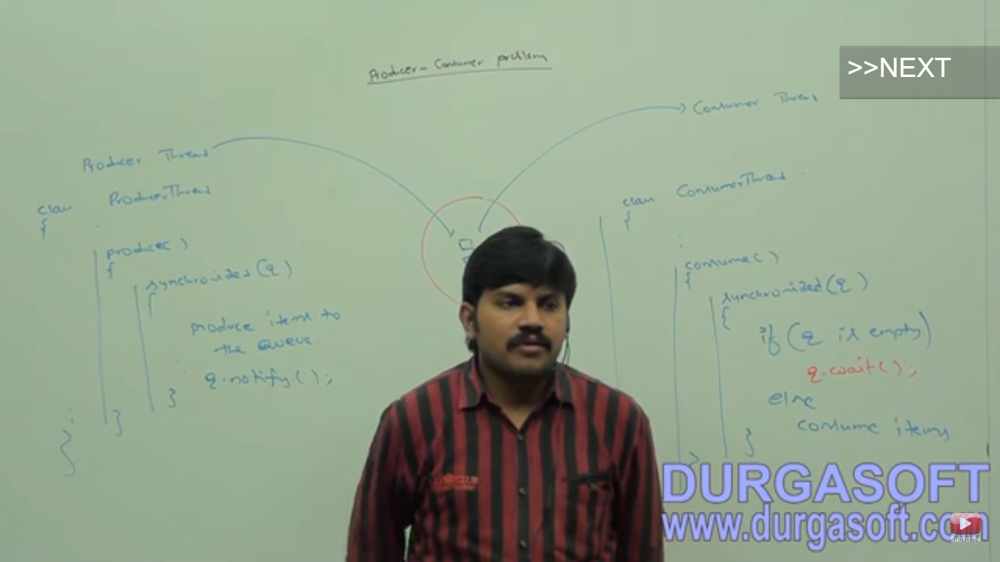 Producer - Consumer problem
>>NEXT
Consumer Thread
Producer Thread
class ProducerThread
{
produce( )
{
synchronized(q)
{
produce items to
the Queue.
q.notify( );
}
}
}
class ConsumerThread
{
consume( )
{
synchronized(q)
{
if (q is empty)
q.wait( );
else
consume items
}
}
DURGASOFT
www.durgasoft.com
Subscribe